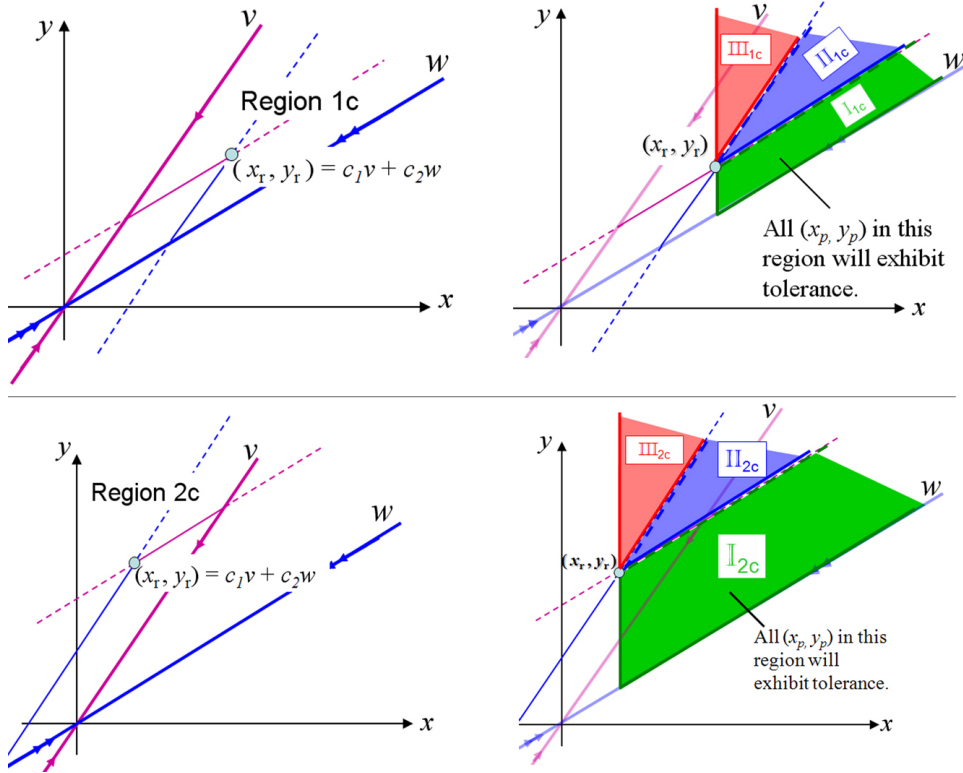 y
v
w
Region 1c
(xᵣ, yᵣ) = c₁v + c₂w
x
y
v
III₁c
II₁c
w
I₁c
(xᵣ, yᵣ)
All (xₚ, yₚ) in this
region will exhibit
tolerance.
x
y
v
Region 2c
w
(xᵣ, yᵣ) = c₁v + c₂w
x
y
v
III₂c
II₂c
w
(xᵣ, yᵣ)
I₂c
All (xₚ, yₚ) in this
region will
exhibit tolerance.
x